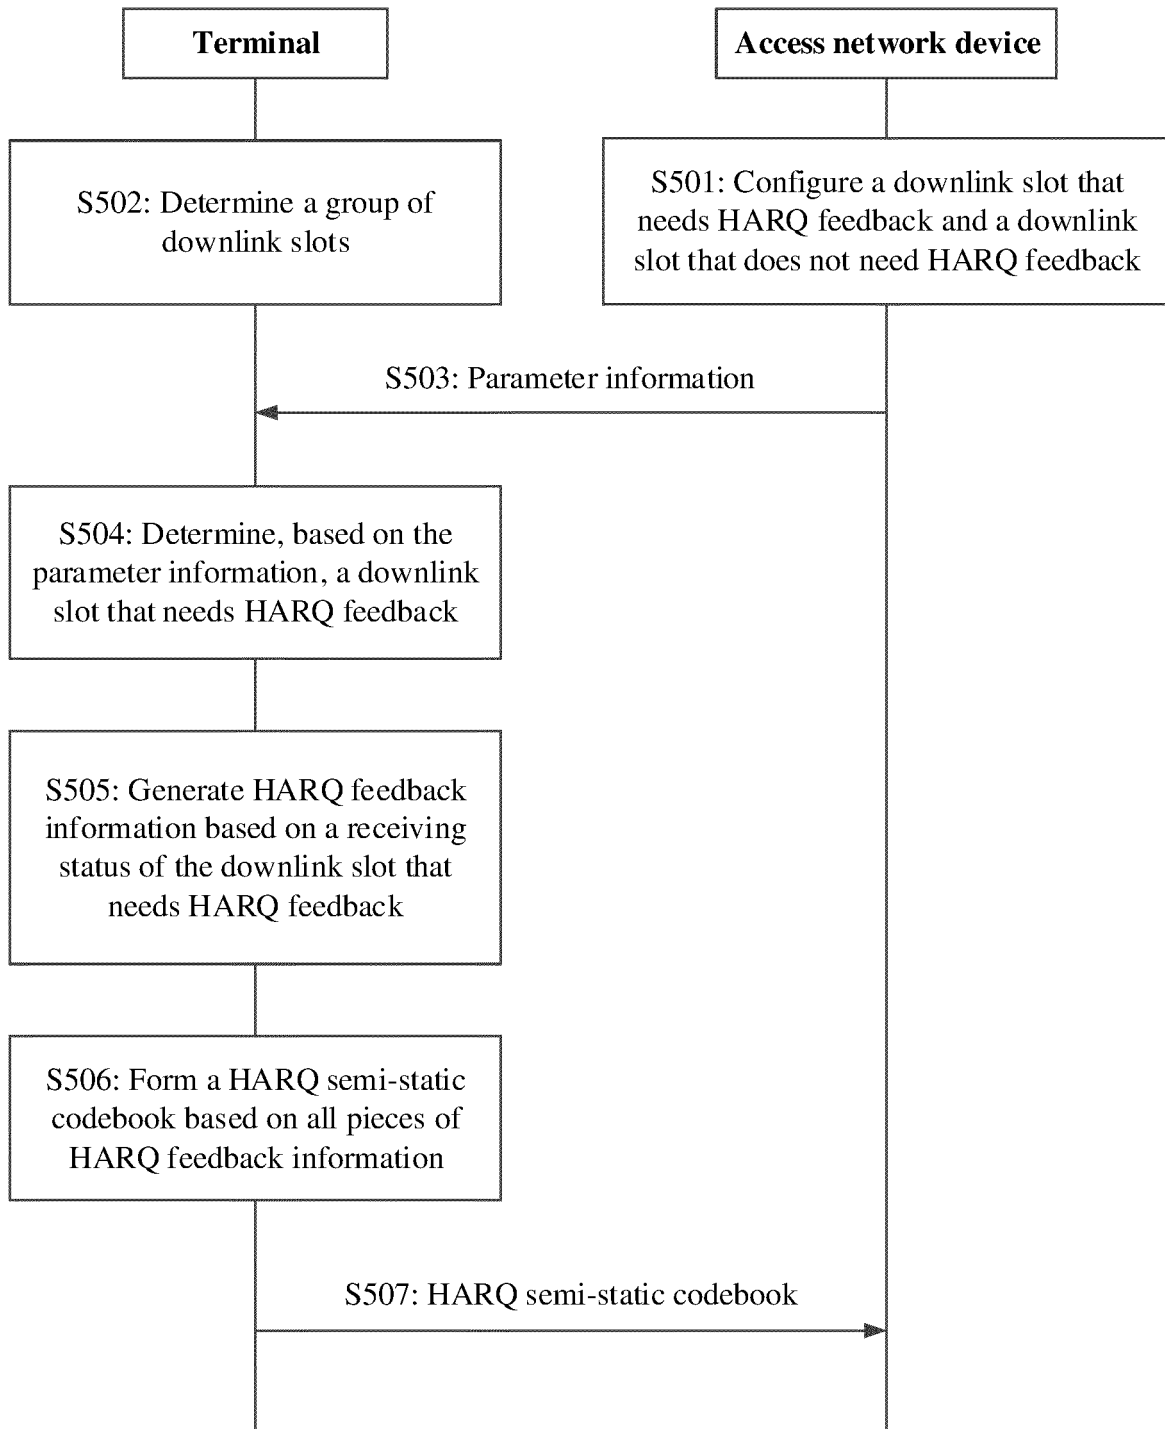 Terminal
Access network device
S502: Determine a group of
downlink slots
S501: Configure a downlink slot that
needs HARQ feedback and a downlink
slot that does not need HARQ feedback
S503: Parameter information
S504: Determine, based on the
parameter information, a downlink
slot that needs HARQ feedback
S505: Generate HARQ feedback
information based on a receiving
status of the downlink slot that
needs HARQ feedback
S506: Form a HARQ semi-static
codebook based on all pieces of
HARQ feedback information
S507: HARQ semi-static codebook